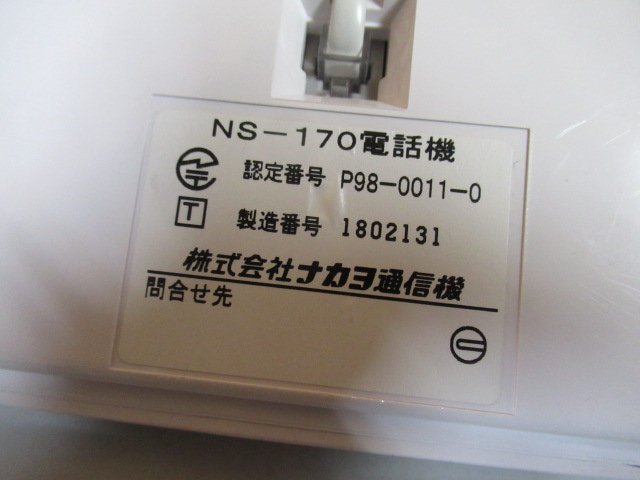 NS－170電話機
認定番号 P98-0011-0
T 製造番号 1802131
株式会社ナカヨ通信機
問合せ先